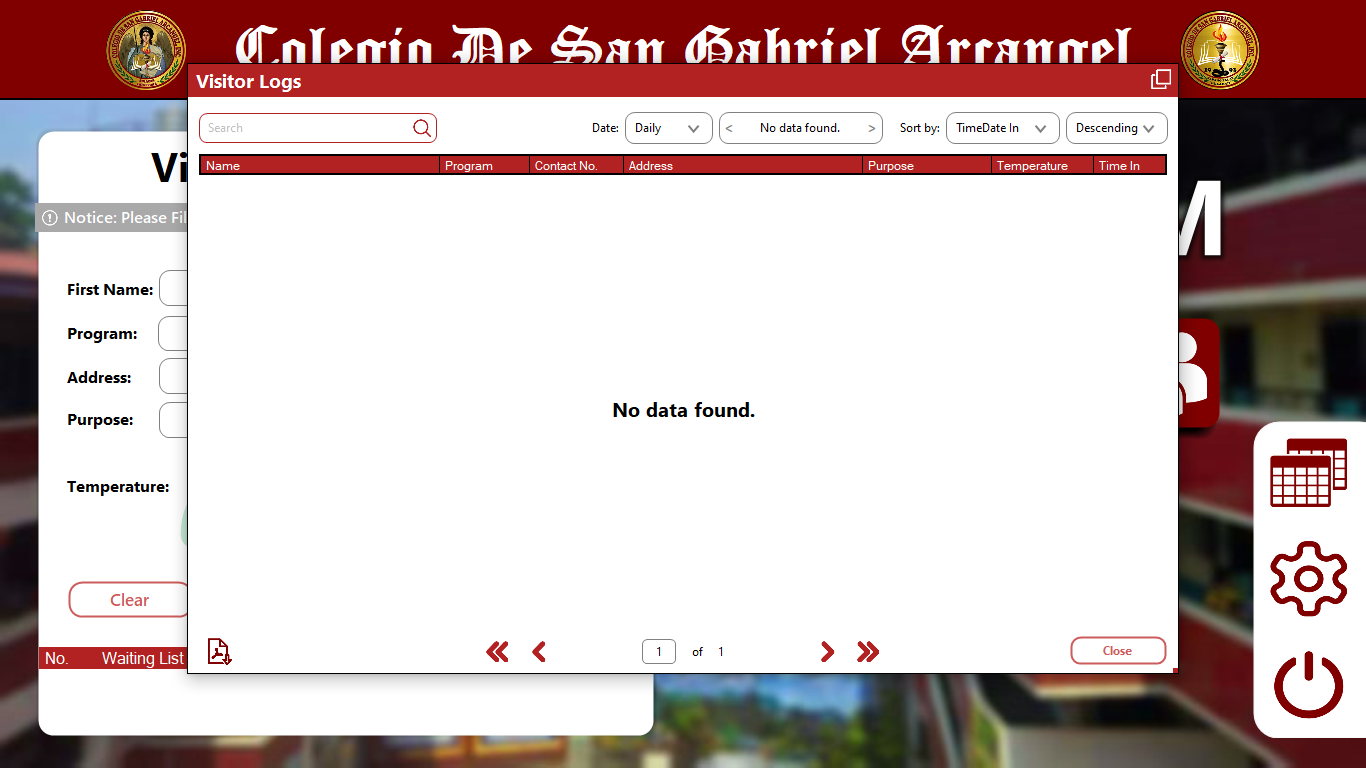 Colegio De San Gabriel Arcangel
Visitor Logs
Search
Date: Daily < No data found. > Sort by: TimeDate In Descending
Name Program Contact No. Address Purpose Temperature Time In
No data found.
1 of 1
Close
Vi
Notice: Please Fil
First Name:
Program:
Address:
Purpose:
Temperature:
Clear
No. Waiting List
M